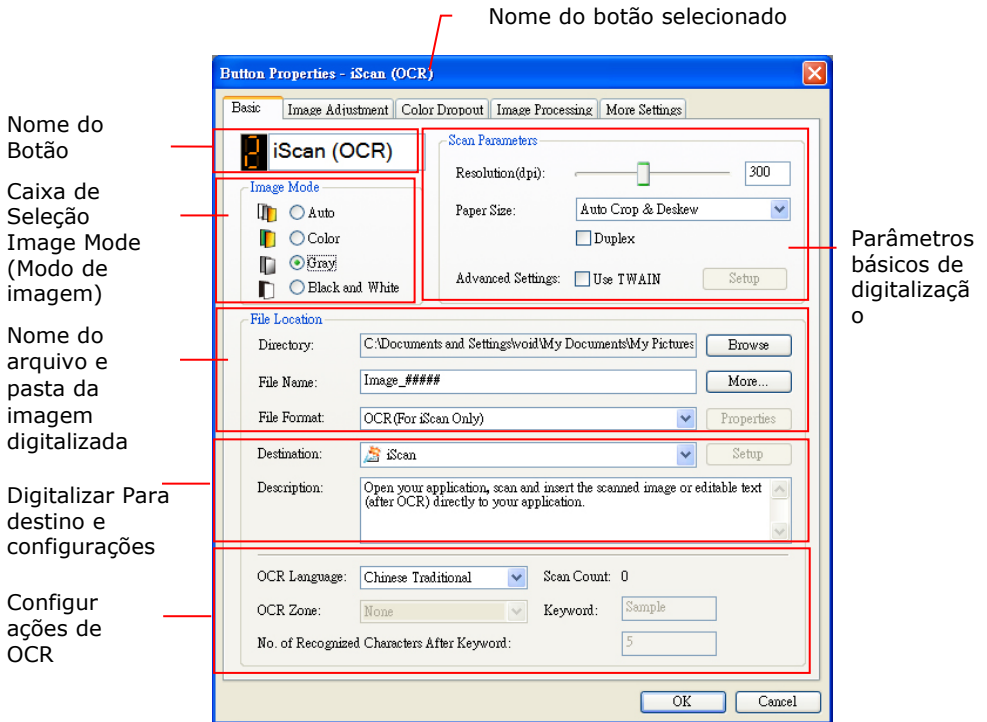 Nome do botão selecionado
Button Properties - iScan (OCR)
Basic Image Adjustment Color Dropout Image Processing More Settings
Nome do
Botão
2 iScan (OCR)
Caixa de
Seleção
Image Mode
(Modo de
imagem)
Image Mode
Auto
Color
Gray
Black and White
Scan Parameters
Resolution(dpi): 300
Paper Size: Auto Crop & Deskew
Duplex
Advanced Settings: Use TWAIN Setup
Parâmetros
básicos de
digitalizaçã
o
Nome do
arquivo e
pasta da
imagem
digitalizada
File Location
Directory: C:\Documents and Settings\void\My Documents\My Pictures Browse
File Name: Image_##### More...
File Format: OCR(For iScan Only) Properties
Digitalizar Para
destino e
configurações
Destination: iScan Setup
Description: Open your application, scan and insert the scanned image or editable text
(after OCR) directly to your application.
Configur
ações de
OCR
OCR Language: Chinese Traditional Scan Count: 0
OCR Zone: None Keyword: Sample
No. of Recognized Characters After Keyword: 5
OK Cancel